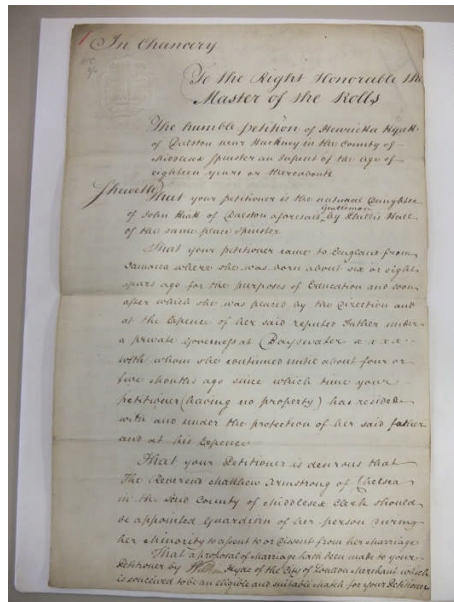 In Chancery
To the Right Honorable the
Master of the Rolls
The humble Petition of Henrietta
of Dalston near Hackney in the County of
Middlesex Spinster an Infant of the age of
eighteen years or thereabouts
Sheweth
That your petitioner is the natural Daughter
of John of Dalston aforesaid Gentleman by Phillis Hall
of the same place Spinster
That your petitioner came to England from
Jamaica where she was born about six or eight
years ago for the purposes of Education and soon
after which she was placed by the Direction and
at the Expence of her said reputed Father under
a private Governess at Bayswater
with whom she continued until about four or
five Months ago since which time your
petitioner (having no property) has resided
with and under the protection of her said father
and at his Expence
That your Petitioner is desirous that
The Reverend Matthew Armstrong of Chelsea
in the said County of Middlesex Clerk should
be appointed Guardian of her person during
her Minority to assent to or Dissent from her Marriage
That a proposal of Marriage hath been made to your
Petitioner by Hyde of the City of London Merchant which
is conceived to be an eligible and suitable Match for your Petitioner